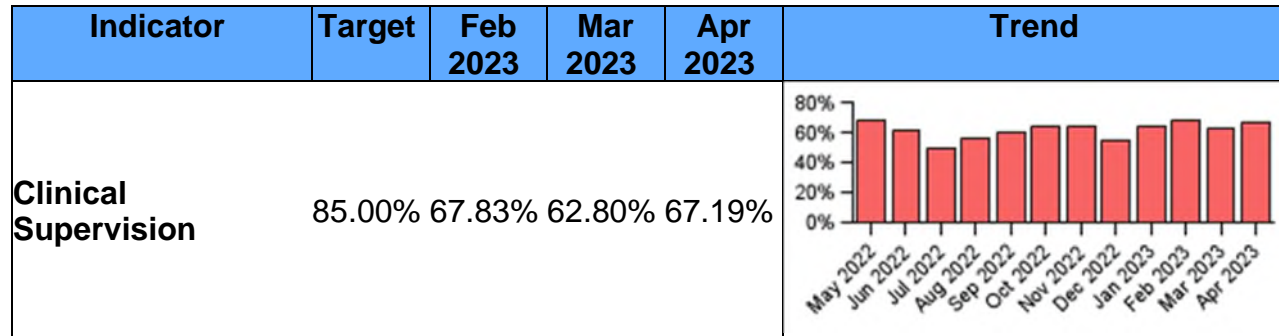 Indicator Target Feb Mar Apr Trend
2023 2023 2023
80%
60%
40%
20%
0%
Clinical
Supervision
85.00% 67.83% 62.80% 67.19%
May 2022 Jun 2022 Jul 2022 Aug 2022 Sep 2022 Oct 2022 Nov 2022 Dec 2022 Jan 2023 Feb 2023 Mar 2023 Apr 2023